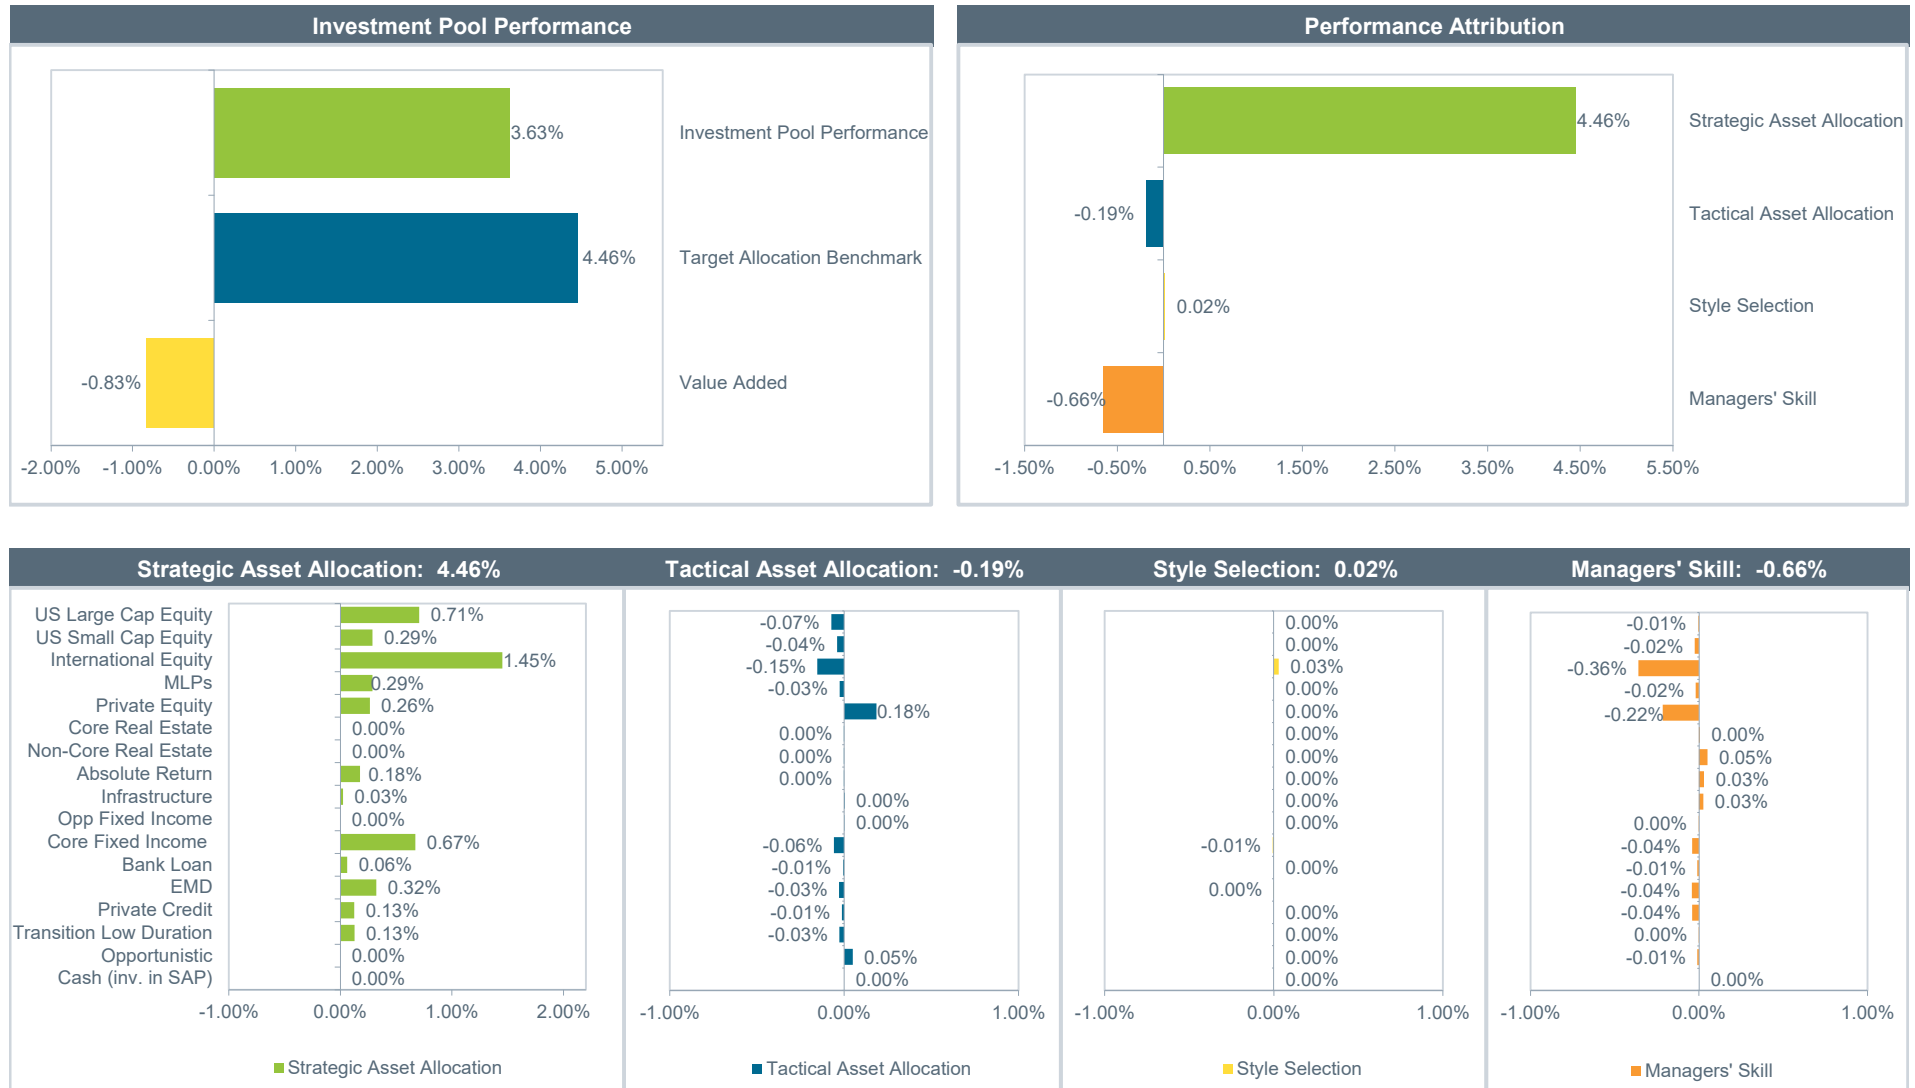 Investment Pool Performance
3.63%
Investment Pool Performance
4.46%
Target Allocation Benchmark
-0.83%
Value Added
-2.00% -1.00% 0.00% 1.00% 2.00% 3.00% 4.00% 5.00%
Performance Attribution
4.46%
Strategic Asset Allocation
-0.19%
Tactical Asset Allocation
0.02%
Style Selection
-0.66%
Managers' Skill
-1.50% -0.50% 0.50% 1.50% 2.50% 3.50% 4.50% 5.50%
Strategic Asset Allocation: 4.46%
US Large Cap Equity 0.71%
US Small Cap Equity 0.29%
International Equity 1.45%
MLPs 0.29%
Private Equity 0.26%
Core Real Estate 0.00%
Non-Core Real Estate 0.00%
Absolute Return 0.18%
Infrastructure 0.03%
Opp Fixed Income 0.00%
Core Fixed Income 0.67%
Bank Loan 0.06%
EMD 0.32%
Private Credit 0.13%
Transition Low Duration 0.13%
Opportunistic 0.00%
Cash (inv. in SAP) 0.00%
-1.00% 0.00% 1.00% 2.00%
Strategic Asset Allocation
Tactical Asset Allocation: -0.19%
-0.07%
-0.04%
-0.15%
-0.03%
0.18%
0.00%
0.00%
0.00%
0.00%
0.00%
-0.06%
-0.01%
-0.03%
-0.01%
-0.03%
0.05%
0.00%
-1.00% 0.00% 1.00%
Tactical Asset Allocation
Style Selection: 0.02%
0.00%
0.00%
0.03%
0.00%
0.00%
0.00%
0.00%
0.00%
0.00%
0.00%
-0.01%
0.00%
0.00%
0.00%
0.00%
0.00%
0.00%
-1.00% 0.00% 1.00%
Style Selection
Managers' Skill: -0.66%
-0.01%
-0.02%
-0.36%
-0.02%
-0.22%
0.00%
0.05%
0.03%
0.03%
0.00%
-0.04%
-0.01%
-0.04%
-0.04%
0.00%
-0.01%
0.00%
-1.00% 0.00% 1.00%
Managers' Skill